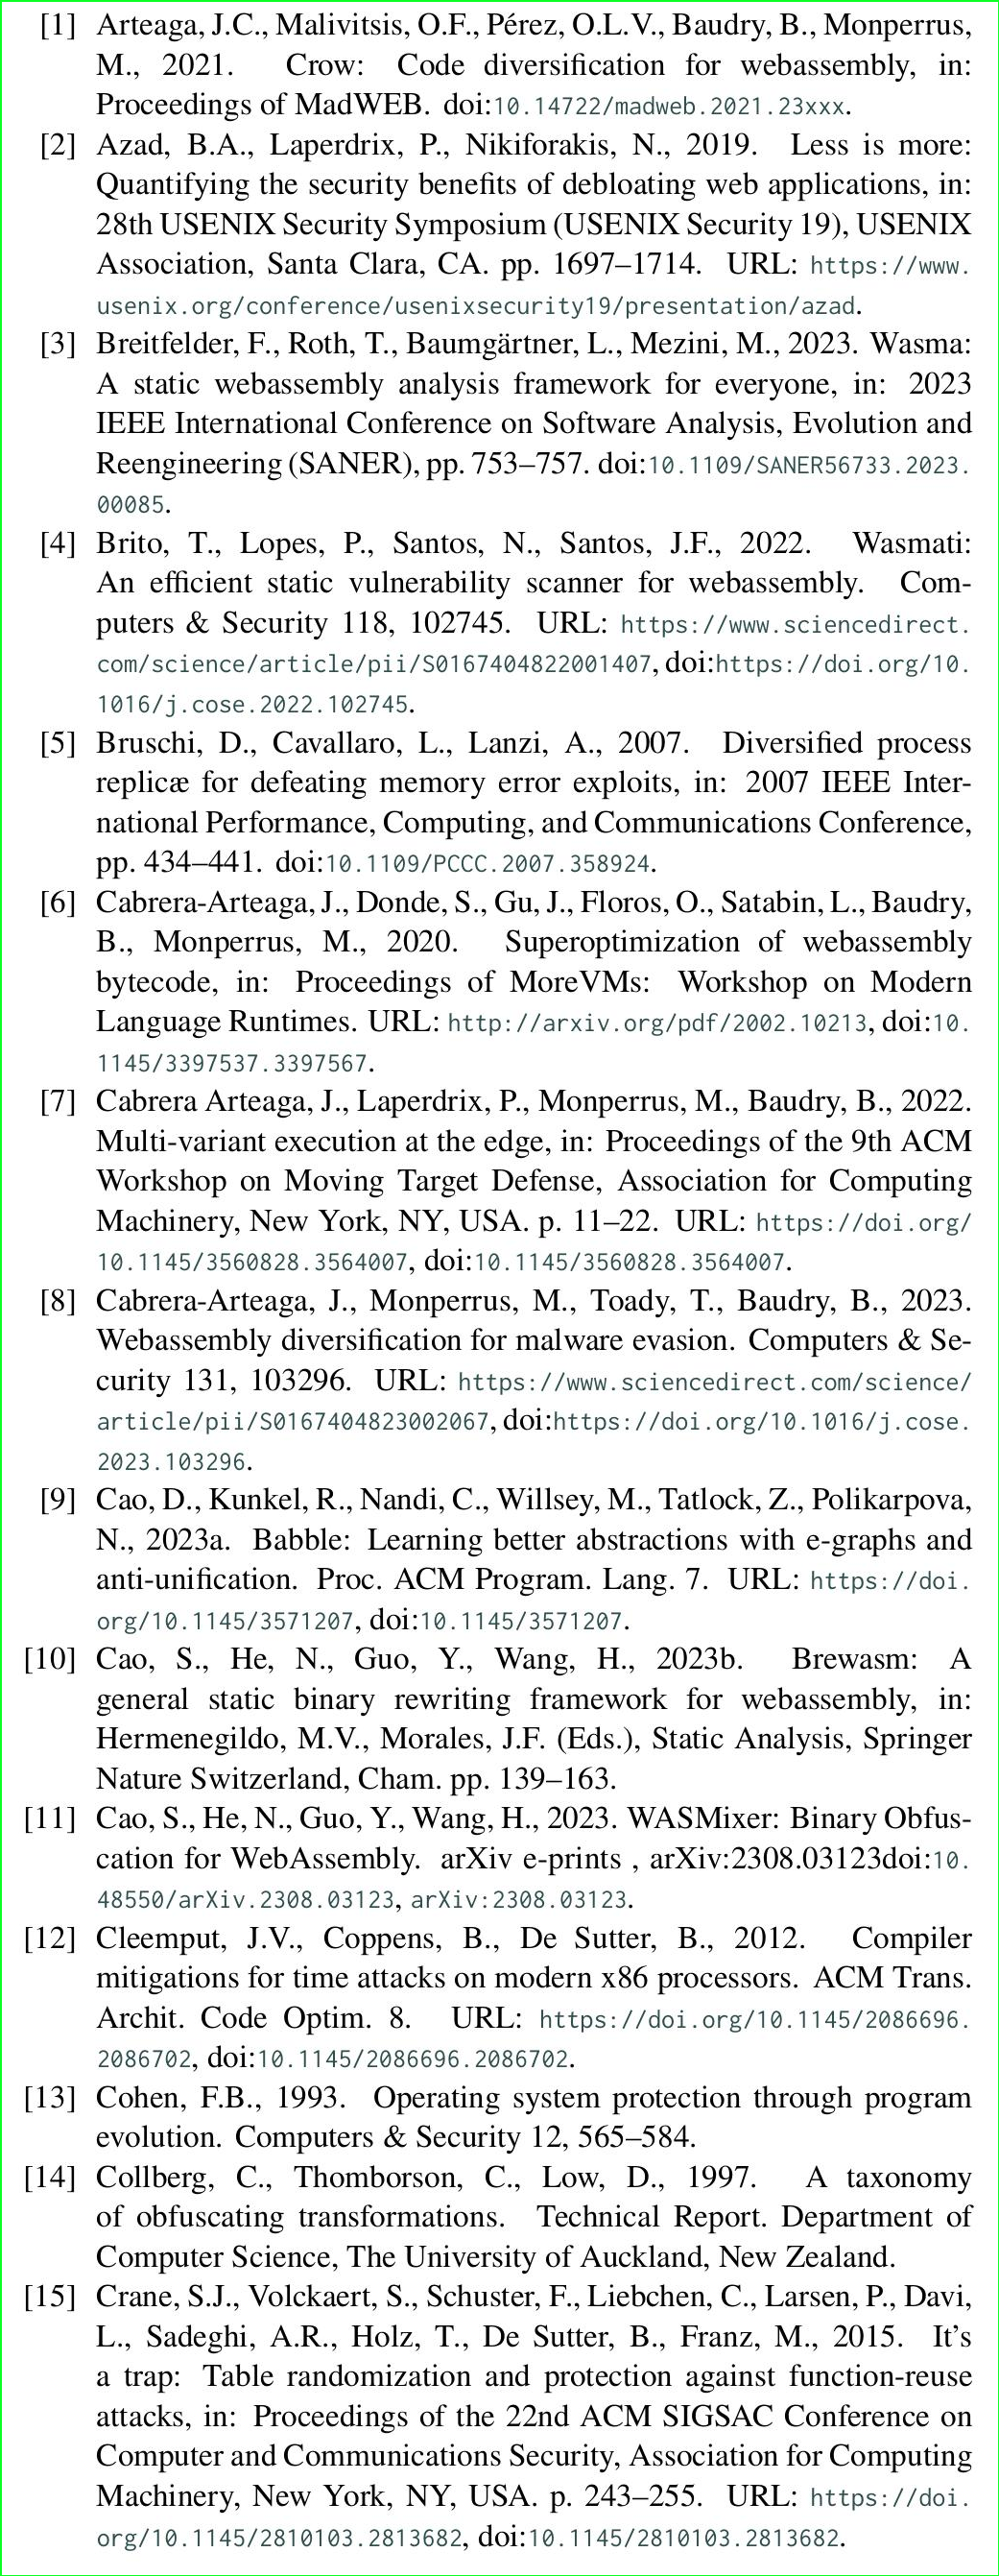 [1] Arteaga, J.C., Malivitsis, O.F., Pérez, O.L.V., Baudry, B., Monperrus,
M., 2021. Crow: Code diversification for webassembly, in:
Proceedings of MadWEB. doi:10.14722/madweb.2021.23xxx.
[2] Azad, B.A., Laperdrix, P., Nikiforakis, N., 2019. Less is more:
Quantifying the security benefits of debloating web applications, in:
28th USENIX Security Symposium (USENIX Security 19), USENIX
Association, Santa Clara, CA. pp. 1697–1714. URL: https://www.
usenix.org/conference/usenixsecurity19/presentation/azad.
[3] Breitfelder, F., Roth, T., Baumgärtner, L., Mezini, M., 2023. Wasma:
A static webassembly analysis framework for everyone, in: 2023
IEEE International Conference on Software Analysis, Evolution and
Reengineering (SANER), pp. 753–757. doi:10.1109/SANER56733.2023.
00085.
[4] Brito, T., Lopes, P., Santos, N., Santos, J.F., 2022. Wasmati:
An efficient static vulnerability scanner for webassembly. Com-
puters & Security 118, 102745. URL: https://www.sciencedirect.
com/science/article/pii/S0167404822001407, doi:https://doi.org/10.
1016/j.cose.2022.102745.
[5] Bruschi, D., Cavallaro, L., Lanzi, A., 2007. Diversified process
replicæ for defeating memory error exploits, in: 2007 IEEE Inter-
national Performance, Computing, and Communications Conference,
pp. 434–441. doi:10.1109/PCCC.2007.358924.
[6] Cabrera-Arteaga, J., Donde, S., Gu, J., Floros, O., Satabin, L., Baudry,
B., Monperrus, M., 2020. Superoptimization of webassembly
bytecode, in: Proceedings of MoreVMs: Workshop on Modern
Language Runtimes. URL: http://arxiv.org/pdf/2002.10213, doi:10.
1145/3397537.3397567.
[7] Cabrera Arteaga, J., Laperdrix, P., Monperrus, M., Baudry, B., 2022.
Multi-variant execution at the edge, in: Proceedings of the 9th ACM
Workshop on Moving Target Defense, Association for Computing
Machinery, New York, NY, USA. p. 11–22. URL: https://doi.org/
10.1145/3560828.3564007, doi:10.1145/3560828.3564007.
[8] Cabrera-Arteaga, J., Monperrus, M., Toady, T., Baudry, B., 2023.
Webassembly diversification for malware evasion. Computers & Se-
curity 131, 103296. URL: https://www.sciencedirect.com/science/
article/pii/S0167404823002067, doi:https://doi.org/10.1016/j.cose.
2023.103296.
[9] Cao, D., Kunkel, R., Nandi, C., Willsey, M., Tatlock, Z., Polikarpova,
N., 2023a. Babble: Learning better abstractions with e-graphs and
anti-unification. Proc. ACM Program. Lang. 7. URL: https://doi.
org/10.1145/3571207, doi:10.1145/3571207.
[10] Cao, S., He, N., Guo, Y., Wang, H., 2023b. Brewasm: A
general static binary rewriting framework for webassembly, in:
Hermenegildo, M.V., Morales, J.F. (Eds.), Static Analysis, Springer
Nature Switzerland, Cham. pp. 139–163.
[11] Cao, S., He, N., Guo, Y., Wang, H., 2023. WASMixer: Binary Obfus-
cation for WebAssembly. arXiv e-prints , arXiv:2308.03123doi:10.
48550/arXiv.2308.03123, arXiv:2308.03123.
[12] Cleemput, J.V., Coppens, B., De Sutter, B., 2012. Compiler
mitigations for time attacks on modern x86 processors. ACM Trans.
Archit. Code Optim. 8. URL: https://doi.org/10.1145/2086696.
2086702, doi:10.1145/2086696.2086702.
[13] Cohen, F.B., 1993. Operating system protection through program
evolution. Computers & Security 12, 565–584.
[14] Collberg, C., Thomborson, C., Low, D., 1997. A taxonomy
of obfuscating transformations. Technical Report. Department of
Computer Science, The University of Auckland, New Zealand.
[15] Crane, S.J., Volckaert, S., Schuster, F., Liebchen, C., Larsen, P., Davi,
L., Sadeghi, A.R., Holz, T., De Sutter, B., Franz, M., 2015. It's
a trap: Table randomization and protection against function-reuse
attacks, in: Proceedings of the 22nd ACM SIGSAC Conference on
Computer and Communications Security, Association for Computing
Machinery, New York, NY, USA. p. 243–255. URL: https://doi.
org/10.1145/2810103.2813682, doi:10.1145/2810103.2813682.